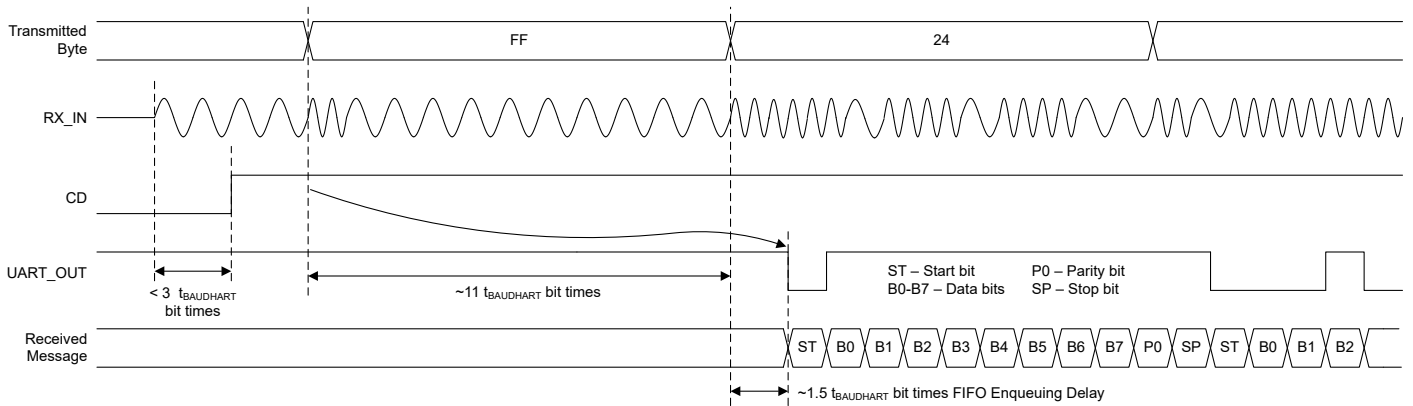 Transmitted
Byte
FF
24
RX_IN
CD
UART_OUT
< 3 tBAUDHART
bit times
~11 tBAUDHART bit times
ST – Start bit
P0 – Parity bit
B0-B7 – Data bits
SP – Stop bit
Received
Message
ST B0 B1 B2 B3 B4 B5 B6 B7 P0 SP ST B0 B1 B2
~1.5 tBAUDHART bit times FIFO Enqueuing Delay